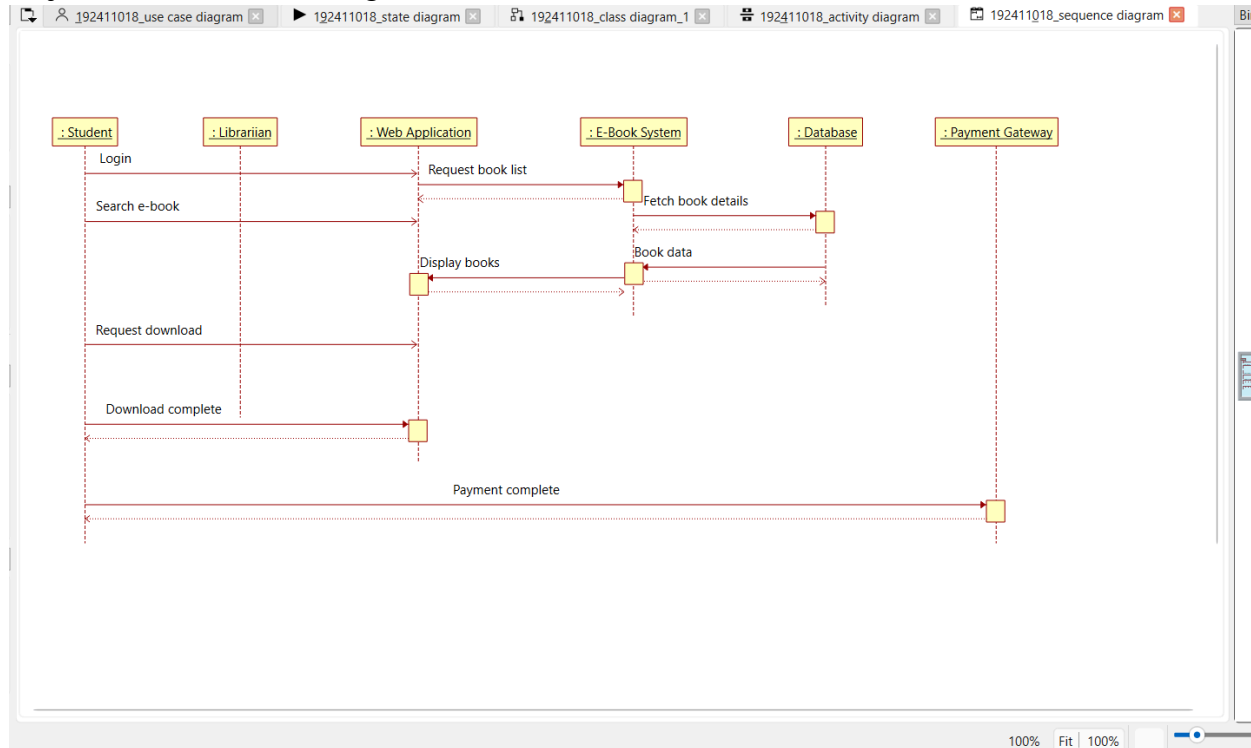 192411018_use case diagram
192411018_state diagram
192411018_class diagram_1
192411018_activity diagram
192411018_sequence diagram
: Student
: Librariian
: Web Application
: E-Book System
: Database
: Payment Gateway
Login
Request book list
Search e-book
Fetch book details
Book data
Display books
Request download
Download complete
Payment complete
100% Fit 100%